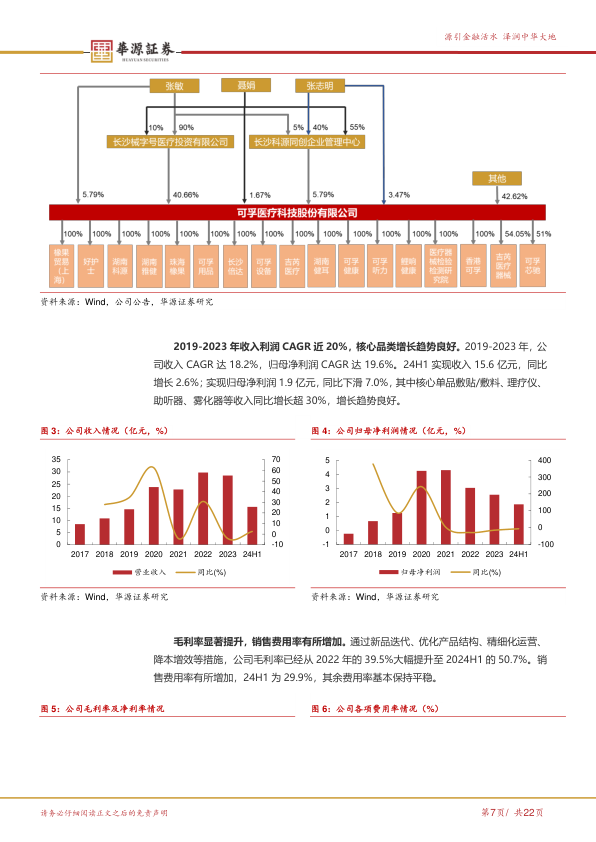 源引金融活水 泽润中华大地
華源証券
HUAYUAN SECURITIES
张敏
聂娟
张志明
10%
90%
5%
40%
55%
长沙械字号医疗投资有限公司
长沙科源同创企业管理中心
其他
5.79%
40.66%
1.67%
5.79%
3.47%
42.62%
可孚医疗科技股份有限公司
100% 100% 100% 100% 100% 100% 100% 100% 100% 100% 100% 100% 100% 100% 100% 54.05% 51%
橡果贸易（上海）
好护士
湖南科源
湖南雅健
珠海橡果
可孚用品
长沙倍达
可孚设备
吉芮医疗
湖南健耳
可孚健康
可孚听力
健响健康
医疗器械检验检测研究院
香港可孚
吉芮医疗器械
可孚芯驰
资料来源：Wind，公司公告，华源证券研究
2019-2023 年收入利润 CAGR 近 20%，核心品类增长趋势良好。2019-2023 年，公
司收入 CAGR 达 18.2%，归母净利润 CAGR 达 19.6%。24H1 实现收入 15.6 亿元，同比
增长 2.6%；实现归母净利润 1.9 亿元，同比下滑 7.0%，其中核心单品敷贴/敷料、理疗仪、
助听器、雾化器等收入同比增长超 30%，增长趋势良好。
图 3：公司收入情况（亿元，%）
35
30
25
20
15
10
5
0
70
60
50
40
30
20
10
0
-10
2017 2018 2019 2020 2021 2022 2023 24H1
营业收入 同比(%)
资料来源：Wind，华源证券研究
图 4：公司归母净利润情况（亿元，%）
5
4
3
2
1
0
-1
400
300
200
100
0
-100
2017 2018 2019 2020 2021 2022 2023 24H1
归母净利润 同比(%)
资料来源：Wind，华源证券研究
毛利率显著提升，销售费用率有所增加。通过新品迭代、优化产品结构、精细化运营、
降本增效等措施，公司毛利率已经从 2022 年的 39.5%大幅提升至 2024H1 的 50.7%。销
售费用率有所增加，24H1 为 29.9%，其余费用率基本保持平稳。
图 5：公司毛利率及净利率情况
图 6：公司各项费用率情况（%）
请务必仔细阅读正文之后的免责声明
第7页/ 共22页